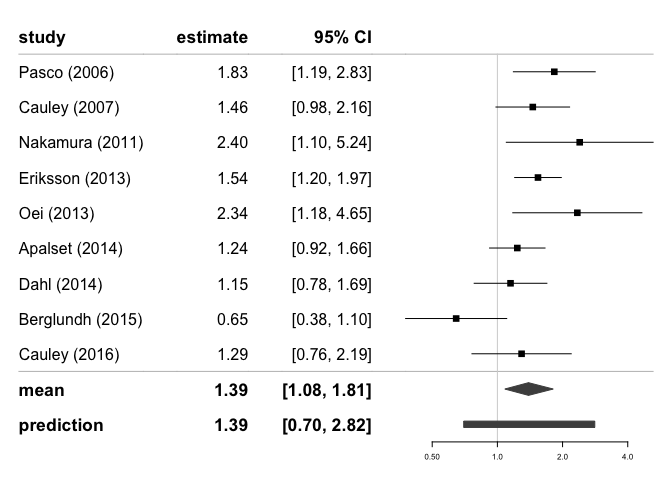 study estimate 95% CI
Pasco (2006) 1.83 [1.19, 2.83]
Cauley (2007) 1.46 [0.98, 2.16]
Nakamura (2011) 2.40 [1.10, 5.24]
Eriksson (2013) 1.54 [1.20, 1.97]
Oei (2013) 2.34 [1.18, 4.65]
Apalset (2014) 1.24 [0.92, 1.66]
Dahl (2014) 1.15 [0.78, 1.69]
Berglundh (2015) 0.65 [0.38, 1.10]
Cauley (2016) 1.29 [0.76, 2.19]
mean 1.39 [1.08, 1.81]
prediction 1.39 [0.70, 2.82]
0.50 1.0 2.0 4.0